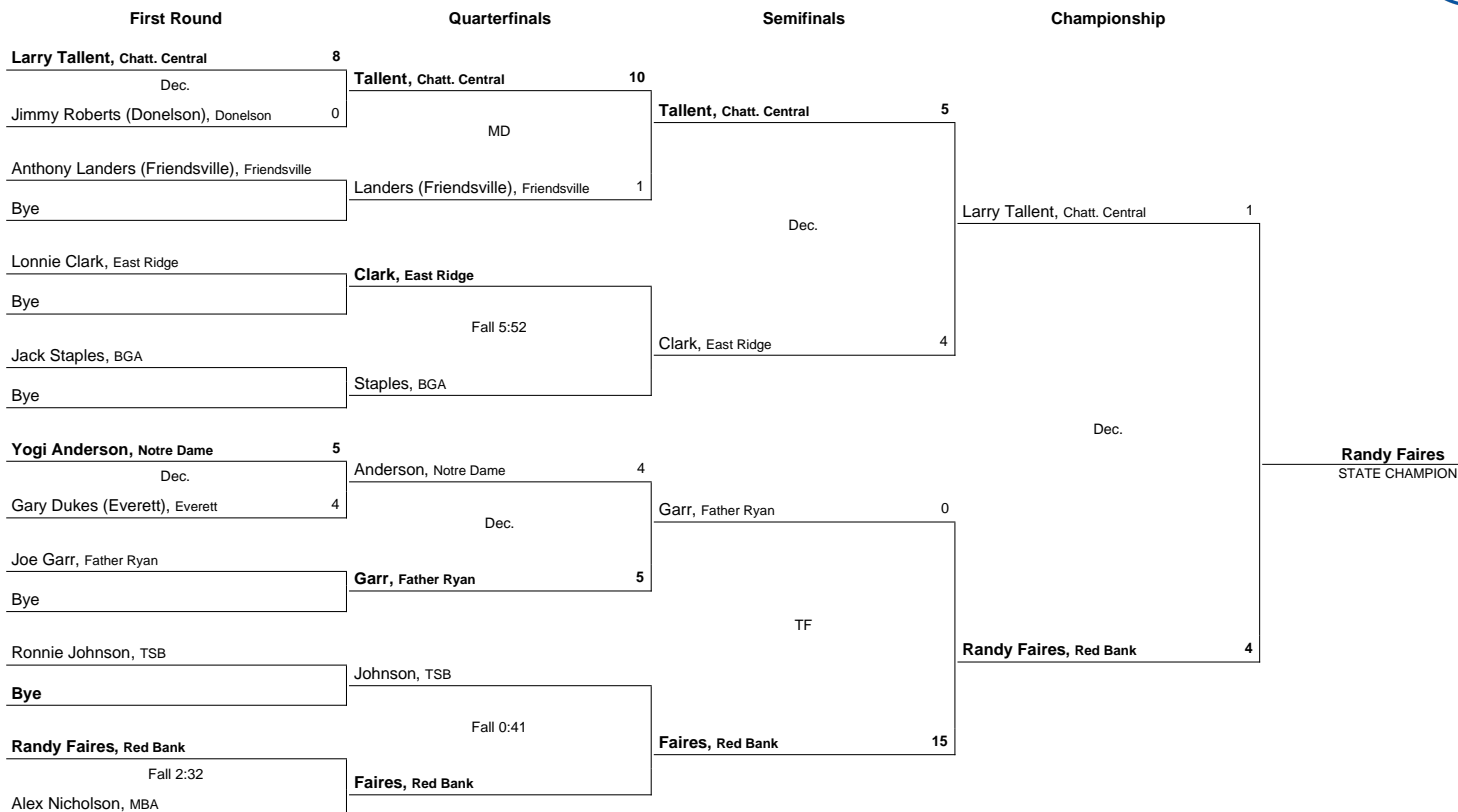 First Round Quarterfinals Semifinals Championship
Larry Tallent, Chatt. Central 8
Dec.
Jimmy Roberts (Donelson), Donelson 0
Anthony Landers (Friendsville), Friendsville
Bye
Lonnie Clark, East Ridge
Bye
Jack Staples, BGA
Bye
Yogi Anderson, Notre Dame 5
Dec.
Gary Dukes (Everett), Everett 4
Joe Garr, Father Ryan
Bye
Ronnie Johnson, TSB
Bye
Randy Faires, Red Bank
Fall 2:32
Alex Nicholson, MBA
Tallent, Chatt. Central 10
MD
Landers (Friendsville), Friendsville 1
Clark, East Ridge
Fall 5:52
Staples, BGA
Anderson, Notre Dame 4
Dec.
Garr, Father Ryan 5
Johnson, TSB
Fall 0:41
Faires, Red Bank
Tallent, Chatt. Central 5
Dec.
Clark, East Ridge 4
Garr, Father Ryan 0
TF
Faires, Red Bank 15
Larry Tallent, Chatt. Central 1
Dec.
Randy Faires, Red Bank 4
Randy Faires
STATE CHAMPION